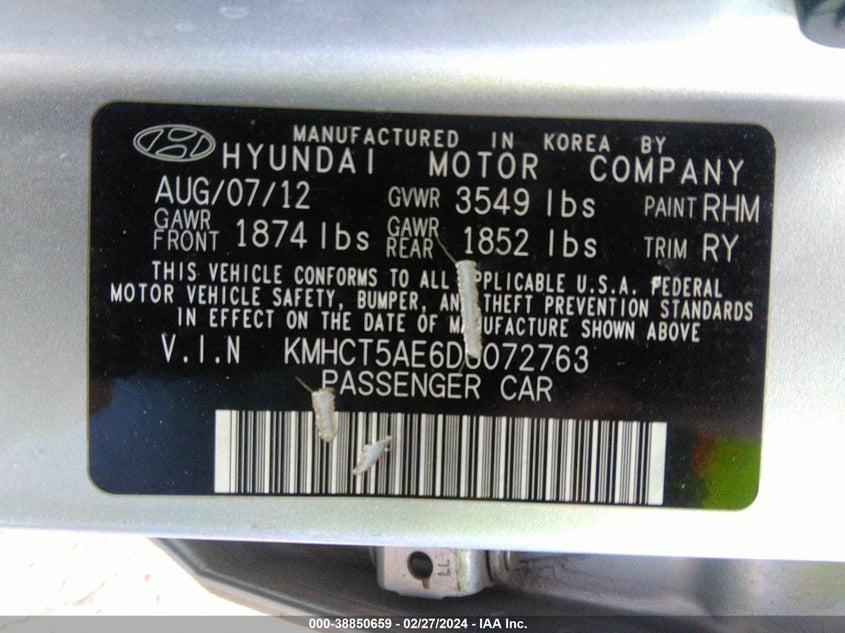 MANUFACTURED IN KOREA BY
HYUNDAI MOTOR COMPANY
AUG/07/12 GVWR 3549 lbs PAINT RHM
GAWR FRONT 1874 lbs GAWR REAR 1852 lbs TRIM RY
THIS VEHICLE CONFORMS TO ALL APPLICABLE U.S.A. FEDERAL
MOTOR VEHICLE SAFETY, BUMPER, AND THEFT PREVENTION STANDARDS
IN EFFECT ON THE DATE OF MANUFACTURE SHOWN ABOVE
V.I.N
PASSENGER CAR
LL
000-38850659 - 02/27/2024 - IAA Inc.